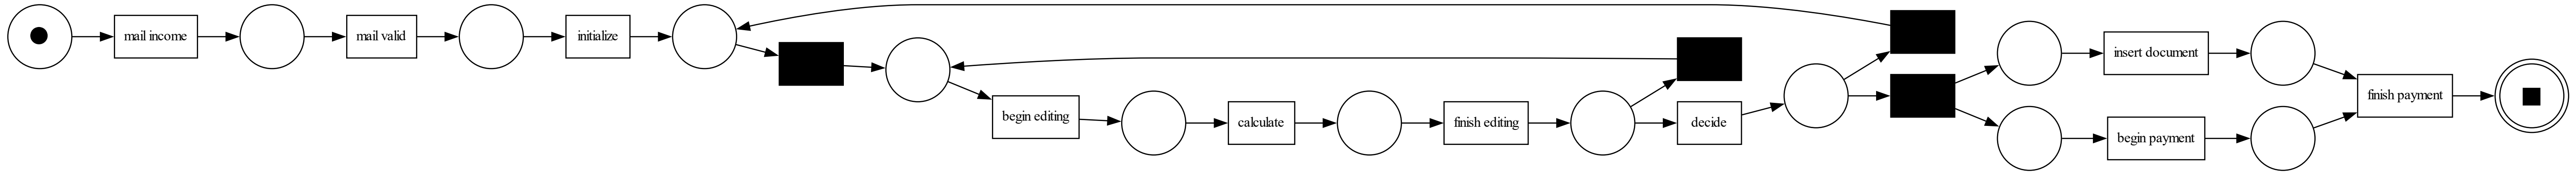 mail income
mail valid
initialize
begin editing
calculate
finish editing
decide
insert document
begin payment
finish payment